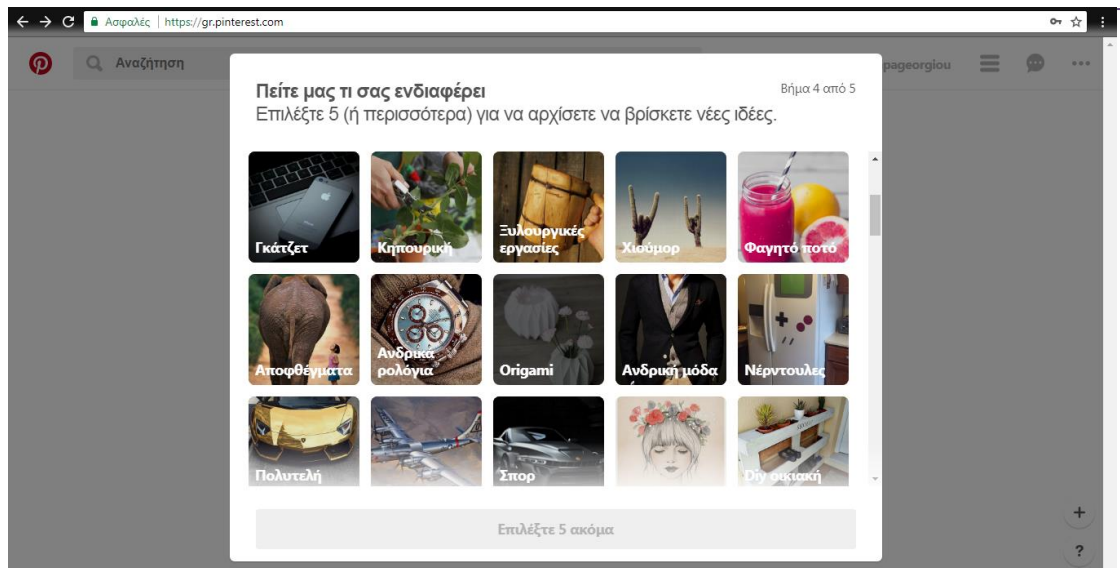 Ασφαλές | https://gr.pinterest.com
Αναζήτηση
pageorgiou
Πείτε μας τι σας ενδιαφέρει
Βήμα 4 από 5
Επιλέξτε 5 (ή περισσότερα) για να αρχίσετε να βρίσκετε νέες ιδέες.
Γκάτζετ
Κηπουρική
Ξυλουργικές
εργασίες
Χιούμορ
Φαγητό ποτό
Αποφθέγματα
Ανδρικά
ρολόγια
Origami
Ανδρική μόδα
Νέρντουλες
Πολυτελή
Σπορ
Diy οικιακή
Επιλέξτε 5 ακόμα
+
?